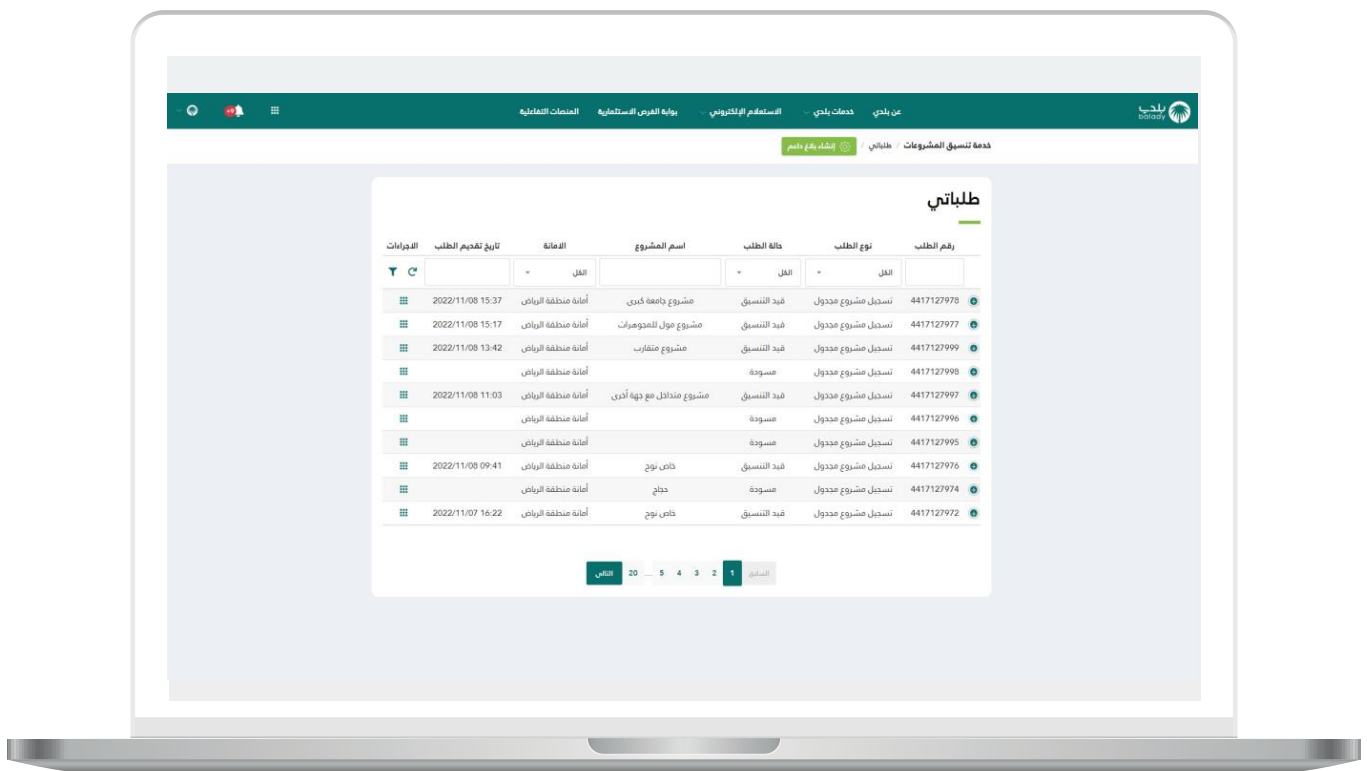 بلدي
balady
عن بلدي خدمات بلدي الاستعلام الإلكتروني بوابة الفرص الاستثمارية المنصات التفاعلية
خدمة تنسيق المشروعات / طلباتي / إنشاء بلاغ داعم
طلباتي
رقم الطلب نوع الطلب حالة الطلب اسم المشروع الامانة تاريخ تقديم الطلب الاجراءات
الكل الكل الكل
4417127978 تسجيل مشروع مجدول قيد التنسيق مشروع جامعة كبرى أمانة منطقة الرياض 2022/11/08 15:37
4417127977 تسجيل مشروع مجدول قيد التنسيق مشروع مول للمجوهرات أمانة منطقة الرياض 2022/11/08 15:17
4417127999 تسجيل مشروع مجدول قيد التنسيق مشروع متقارب أمانة منطقة الرياض 2022/11/08 13:42
4417127998 تسجيل مشروع مجدول مسودة أمانة منطقة الرياض
4417127997 تسجيل مشروع مجدول قيد التنسيق مشروع متداخل مع جهة أخرى أمانة منطقة الرياض 2022/11/08 11:03
4417127996 تسجيل مشروع مجدول مسودة أمانة منطقة الرياض
4417127995 تسجيل مشروع مجدول مسودة أمانة منطقة الرياض
4417127976 تسجيل مشروع مجدول قيد التنسيق خاص نوح أمانة منطقة الرياض 2022/11/08 09:41
4417127974 تسجيل مشروع مجدول مسودة حجاج أمانة منطقة الرياض
4417127972 تسجيل مشروع مجدول قيد التنسيق خاص نوح أمانة منطقة الرياض 2022/11/07 16:22
السابق 1 2 3 4 5 ... 20 التالي